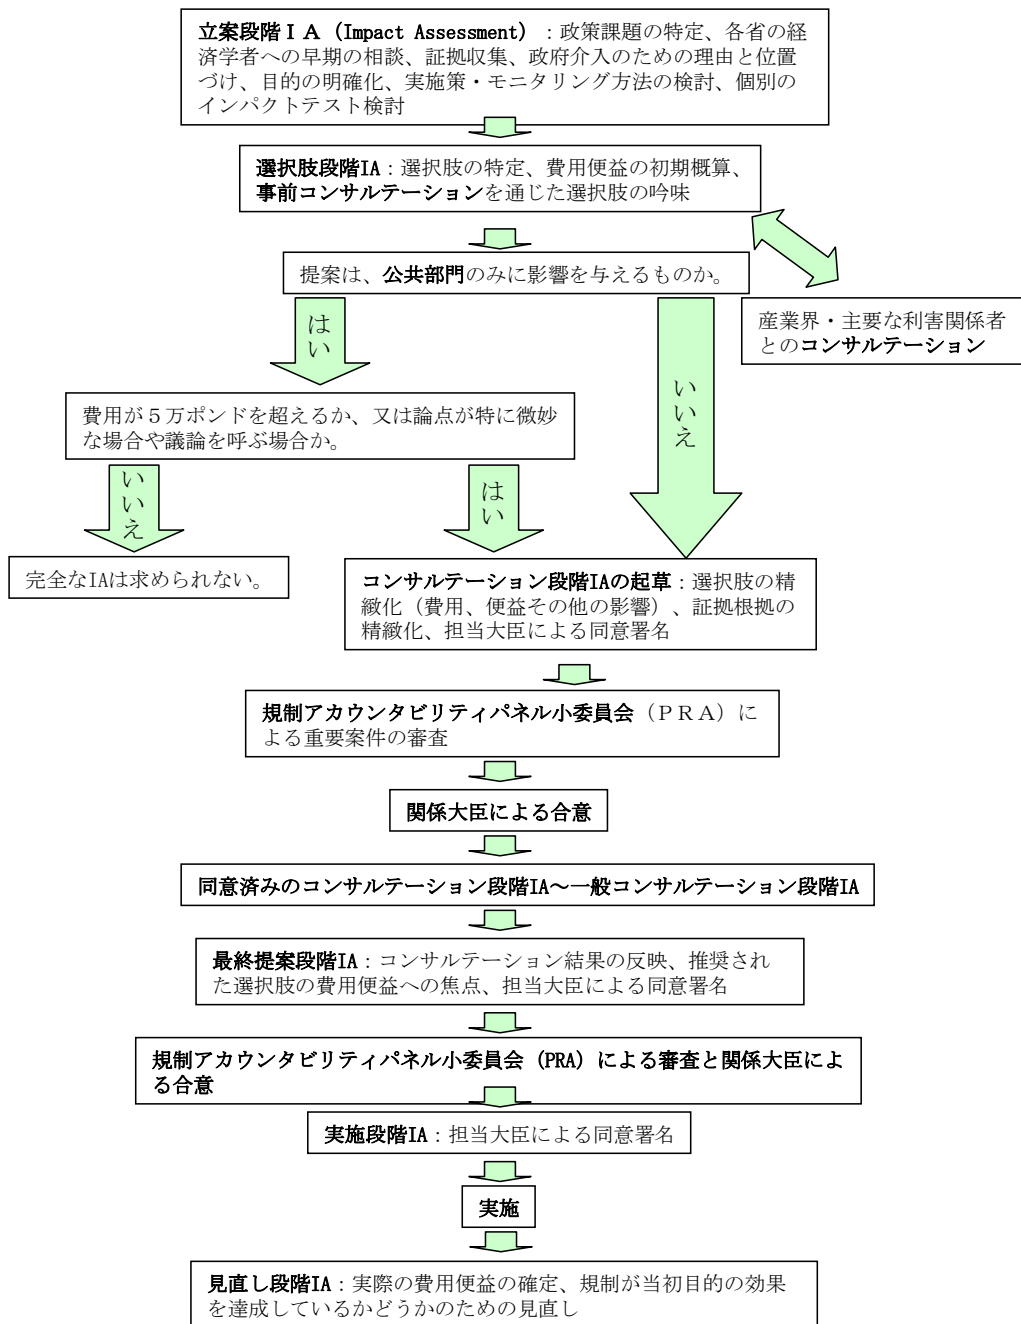 立案段階ＩＡ（Impact Assessment）：政策課題の特定、各省の経
済学者への早期の相談、証拠収集、政府介入のための理由と位置
づけ、目的の明確化、実施策・モニタリング方法の検討、個別の
インパクトテスト検討
選択肢段階IA：選択肢の特定、費用便益の初期概算、
事前コンサルテーションを通じた選択肢の吟味
提案は、公共部門のみに影響を与えるものか。
産業界・主要な利害関係者
とのコンサルテーション
はい
いいえ
費用が５万ポンドを超えるか、又は論点が特に微妙
な場合や議論を呼ぶ場合か。
いいえ
はい
完全なIAは求められない。
コンサルテーション段階IAの起草：選択肢の精
緻化（費用、便益その他の影響）、証拠根拠の
精緻化、担当大臣による同意署名
規制アカウンタビリティパネル小委員会（ＰＲＡ）に
よる重要案件の審査
関係大臣による合意
同意済みのコンサルテーション段階IA～一般コンサルテーション段階IA
最終提案段階IA：コンサルテーション結果の反映、推奨され
た選択肢の費用便益への焦点、担当大臣による同意署名
規制アカウンタビリティパネル小委員会（PRA）による審査と関係大臣によ
る合意
実施段階IA：担当大臣による同意署名
実施
見直し段階IA：実際の費用便益の確定、規制が当初目的の効果
を達成しているかどうかのための見直し